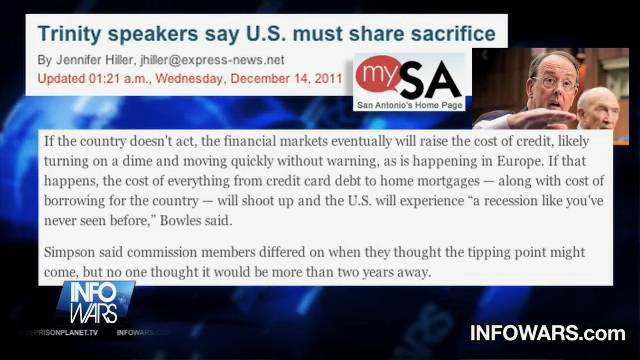 Trinity speakers say U.S. must share sacrifice
By Jennifer Hiller, jhiller@express-news.net
Updated 01:21 a.m., Wednesday, December 14, 2011
mySA
San Antonio's Home Page
If the country doesn't act, the financial markets eventually will raise the cost of credit, likely
turning on a dime and moving quickly without warning, as is happening in Europe. If that
happens, the cost of everything from credit card debt to home mortgages — along with cost of
borrowing for the country — will shoot up and the U.S. will experience “a recession like you've
never seen before,” Bowles said.
Simpson said commission members differed on when they thought the tipping point might
come, but no one thought it would be more than two years away.
INFO
WARS
PRISONPLANET.TV INFOWARS.COM
INFOWARS.com